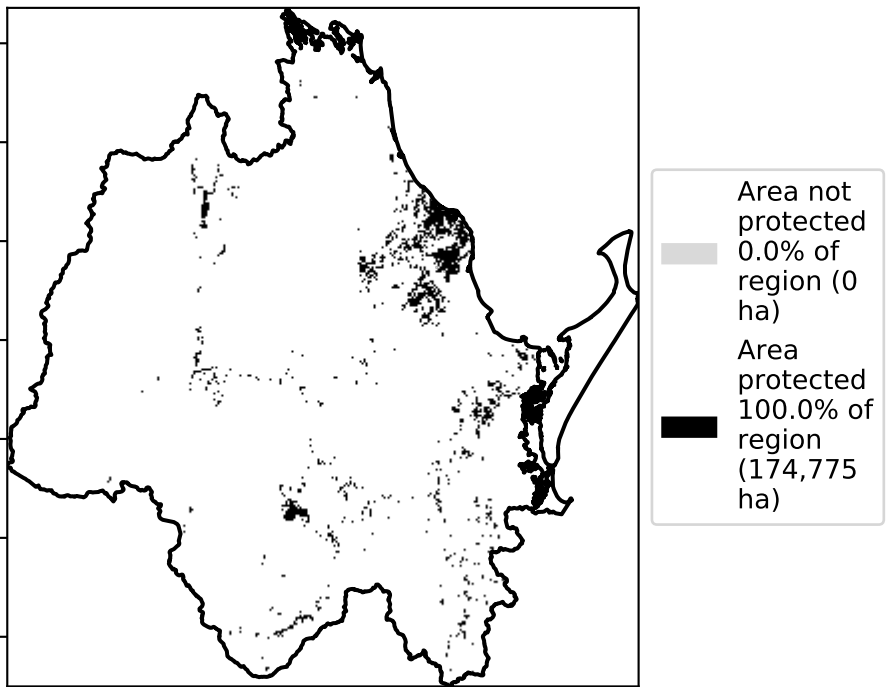 Area not
protected
0.0% of
region (0
ha)
Area
protected
100.0% of
region
(174,775
ha)